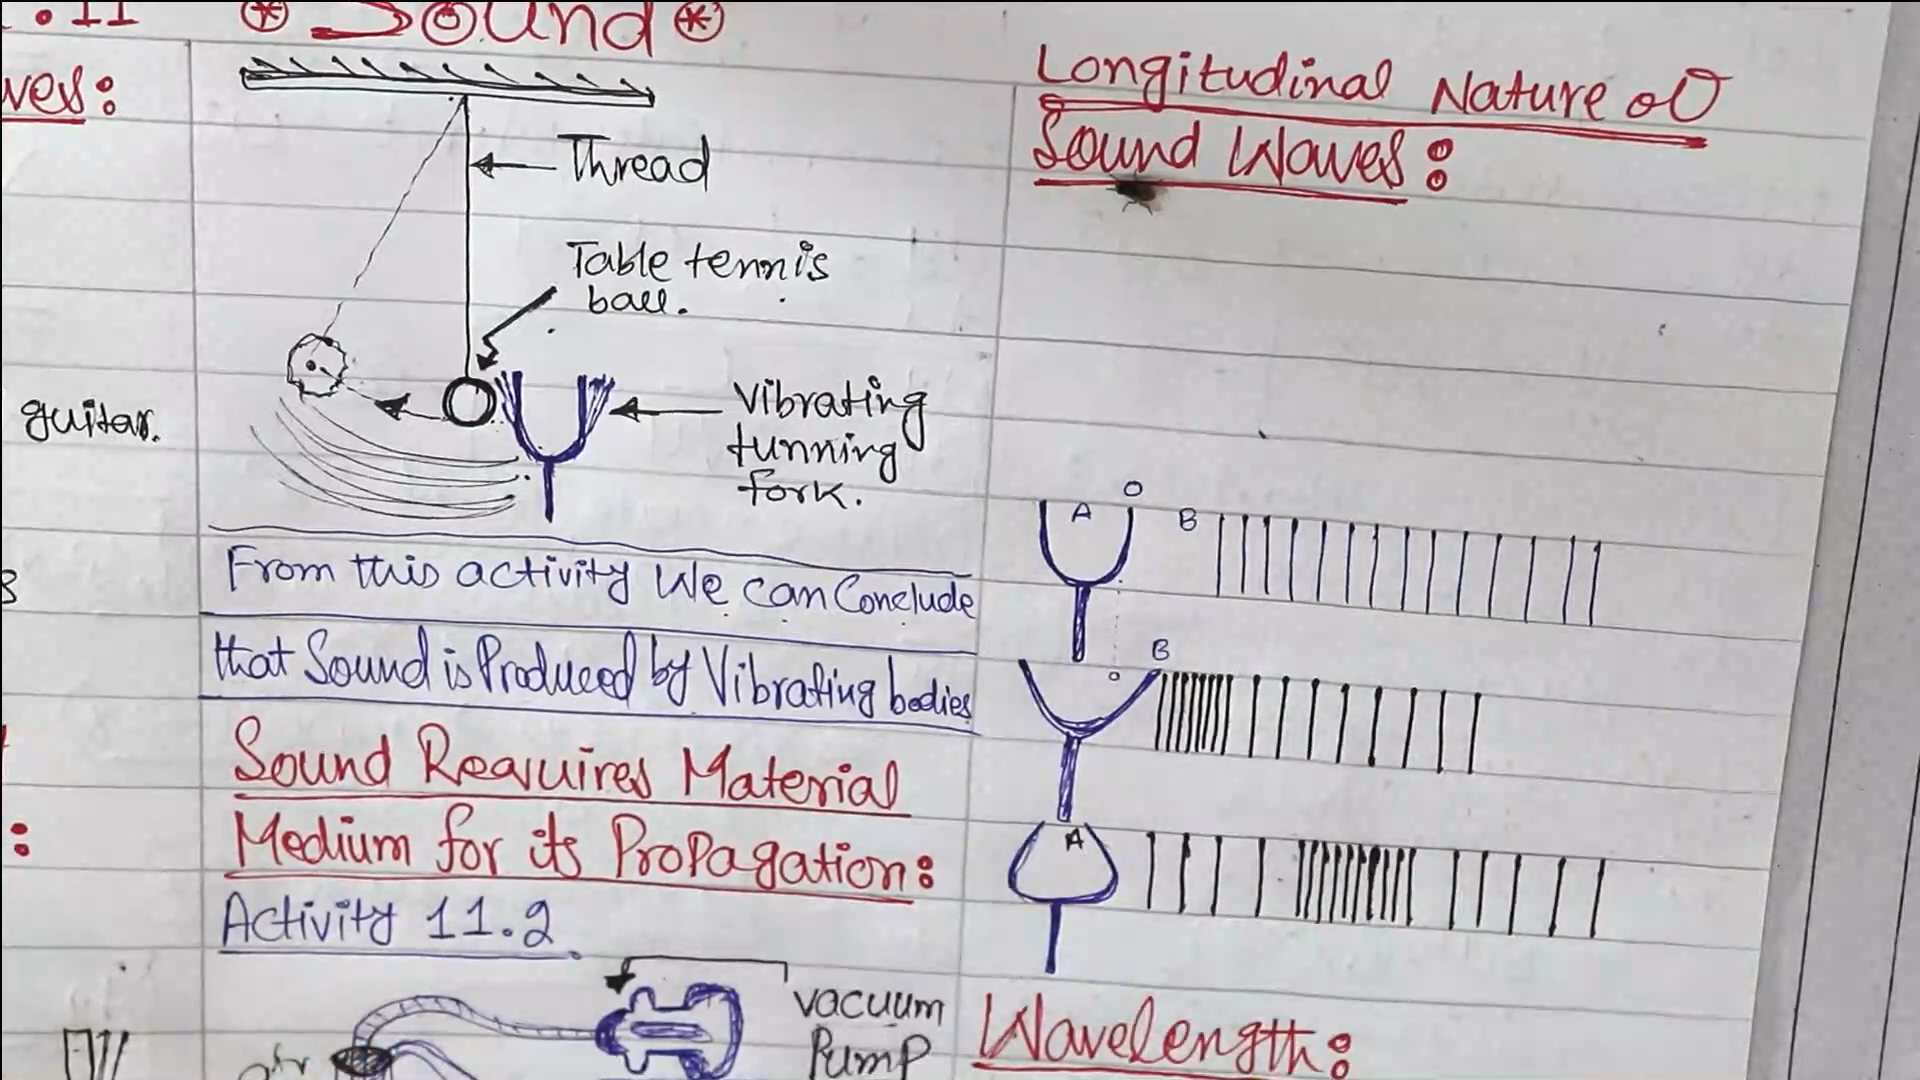 .11 * Sound *
ves:
guitar.
Thread
Table tennis
ball.
Vibrating
tunning
fork.
From this activity We can Conclude
that Sound is Produced by Vibrating bodies
Sound Requires Material
Medium for its Propagation:
Activity 11.2
Vacuum
Pump
air
Longitudinal Nature of
Sound Waves:
A O B
B
o
A
Wavelength: